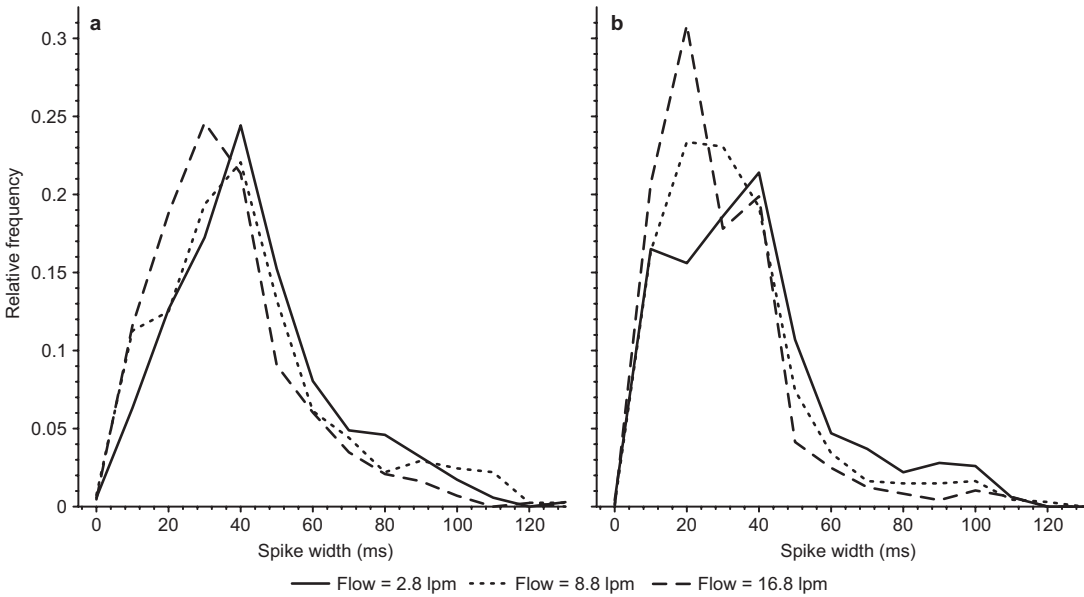 a
b
Relative frequency
0.3
0.25
0.2
0.15
0.1
0.05
0
0 20 40 60 80 100 120
0 20 40 60 80 100 120
Spike width (ms)
Spike width (ms)
Flow = 2.8 lpm Flow = 8.8 lpm Flow = 16.8 lpm